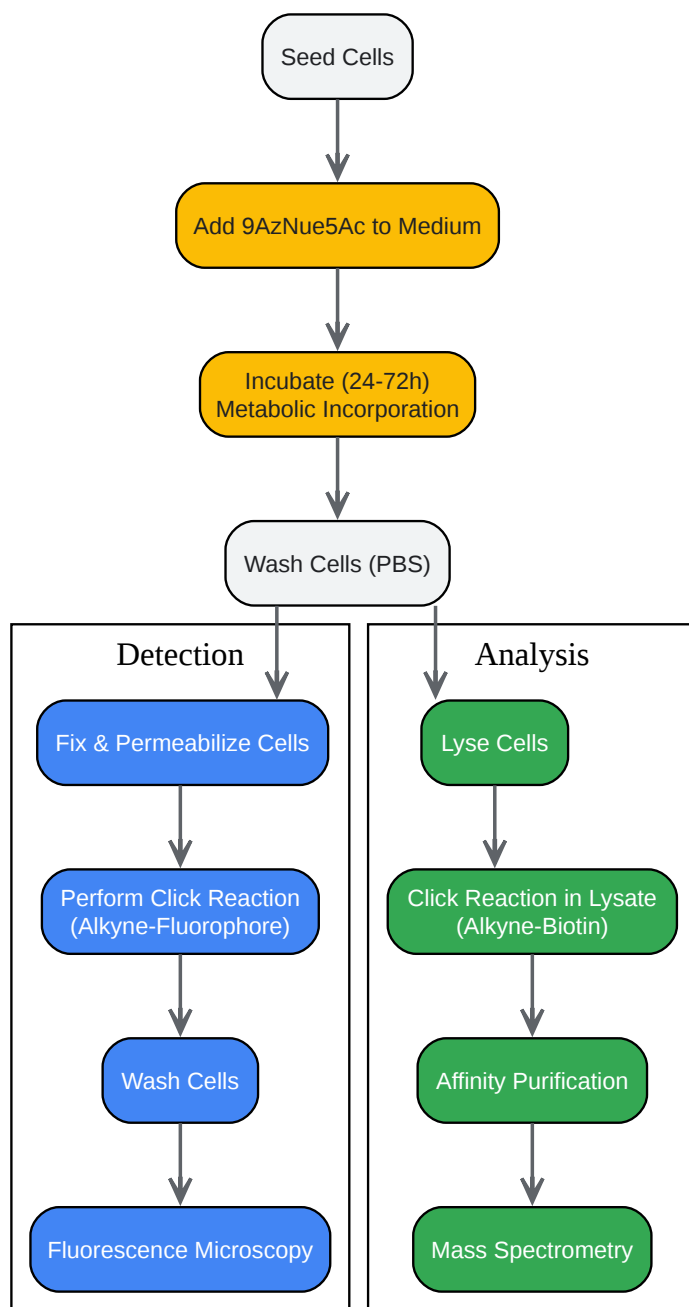 Seed Cells
Add 9AzNue5Ac to Medium
Incubate (24-72h)
Metabolic Incorporation
Wash Cells (PBS)
Detection
Fix & Permeabilize Cells
Perform Click Reaction
(Alkyne-Fluorophore)
Wash Cells
Fluorescence Microscopy
Analysis
Lyse Cells
Click Reaction in Lysate
(Alkyne-Biotin)
Affinity Purification
Mass Spectrometry